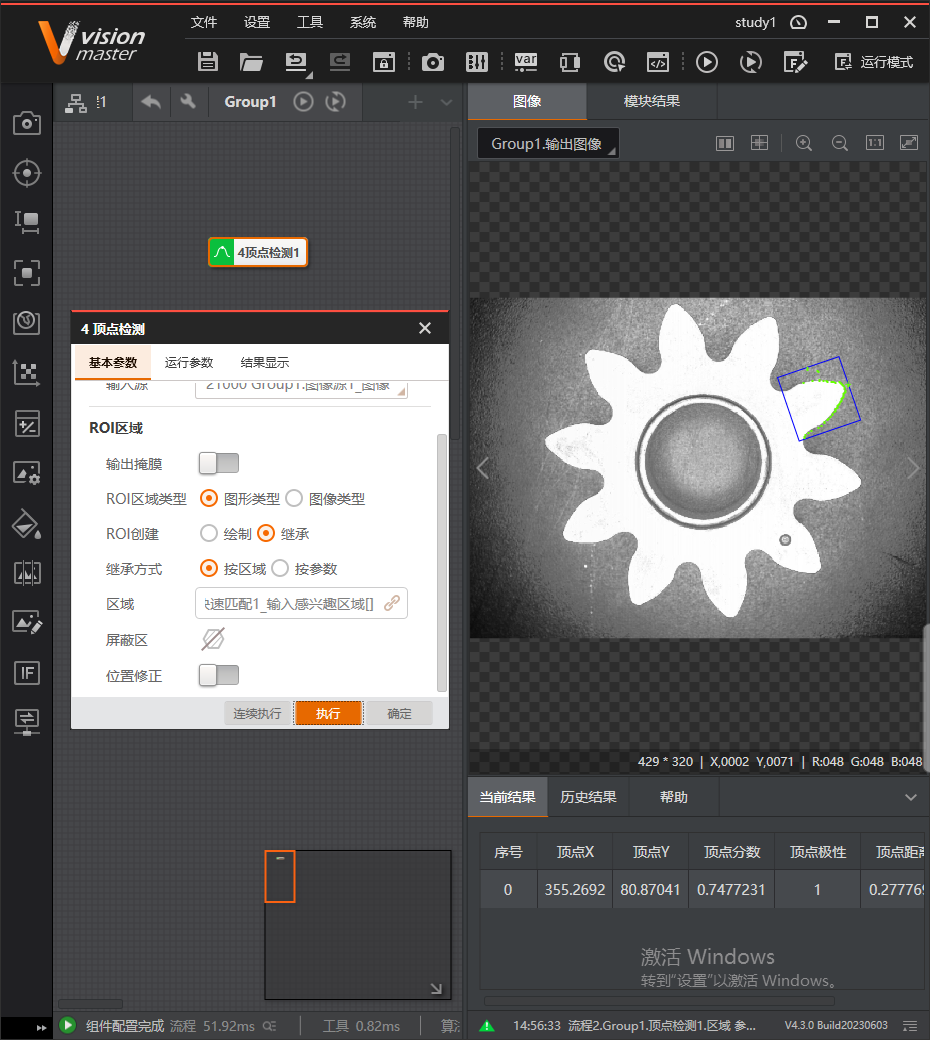 vision master
文件 设置 工具 系统 帮助
study1
var
运行模式
Group1
图像 模块结果
Group1.输出图像
1:1
4顶点检测1
4 顶点检测
基本参数 运行参数 结果显示
输入源 21000 Group1.图像源1_图像
ROI区域
输出掩膜
ROI区域类型 图形类型 图像类型
ROI创建 绘制 继承
继承方式 按区域 按参数
区域 快速匹配1_输入感兴趣区域[]
屏蔽区
位置修正
连续执行 执行 确定
IF
429 * 320 | X,0002 Y,0071 | R:048 G:048 B:048
当前结果 历史结果 帮助
序号 顶点X 顶点Y 顶点分数 顶点极性 顶点距离
0 355.2692 80.87041 0.7477231 1 0.277769
激活 Windows
转到"设置"以激活 Windows。
组件配置完成 流程 51.92ms 工具 0.82ms 算法
14:56:33 流程2.Group1.顶点检测1.区域 参... V4.3.0 Build20230603